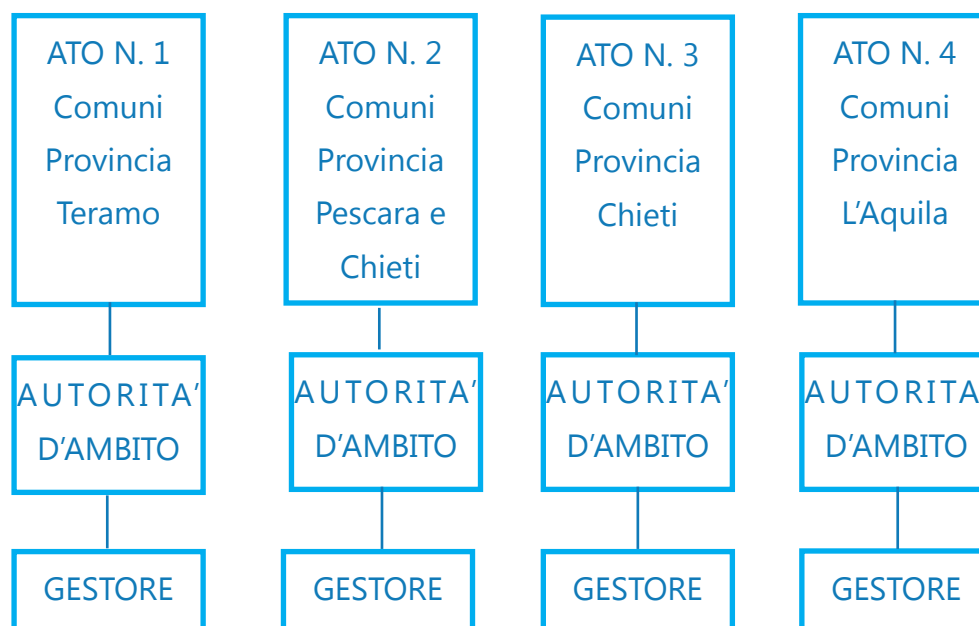 ATO N. 1
Comuni
Provincia
Teramo
ATO N. 2
Comuni
Provincia
Pescara e
Chieti
ATO N. 3
Comuni
Provincia
Chieti
ATO N. 4
Comuni
Provincia
L’Aquila
AUTORITA’
D’AMBITO
AUTORITA’
D’AMBITO
AUTORITA’
D’AMBITO
AUTORITA
D’AMBITO
GESTORE
GESTORE
GESTORE
GESTORE